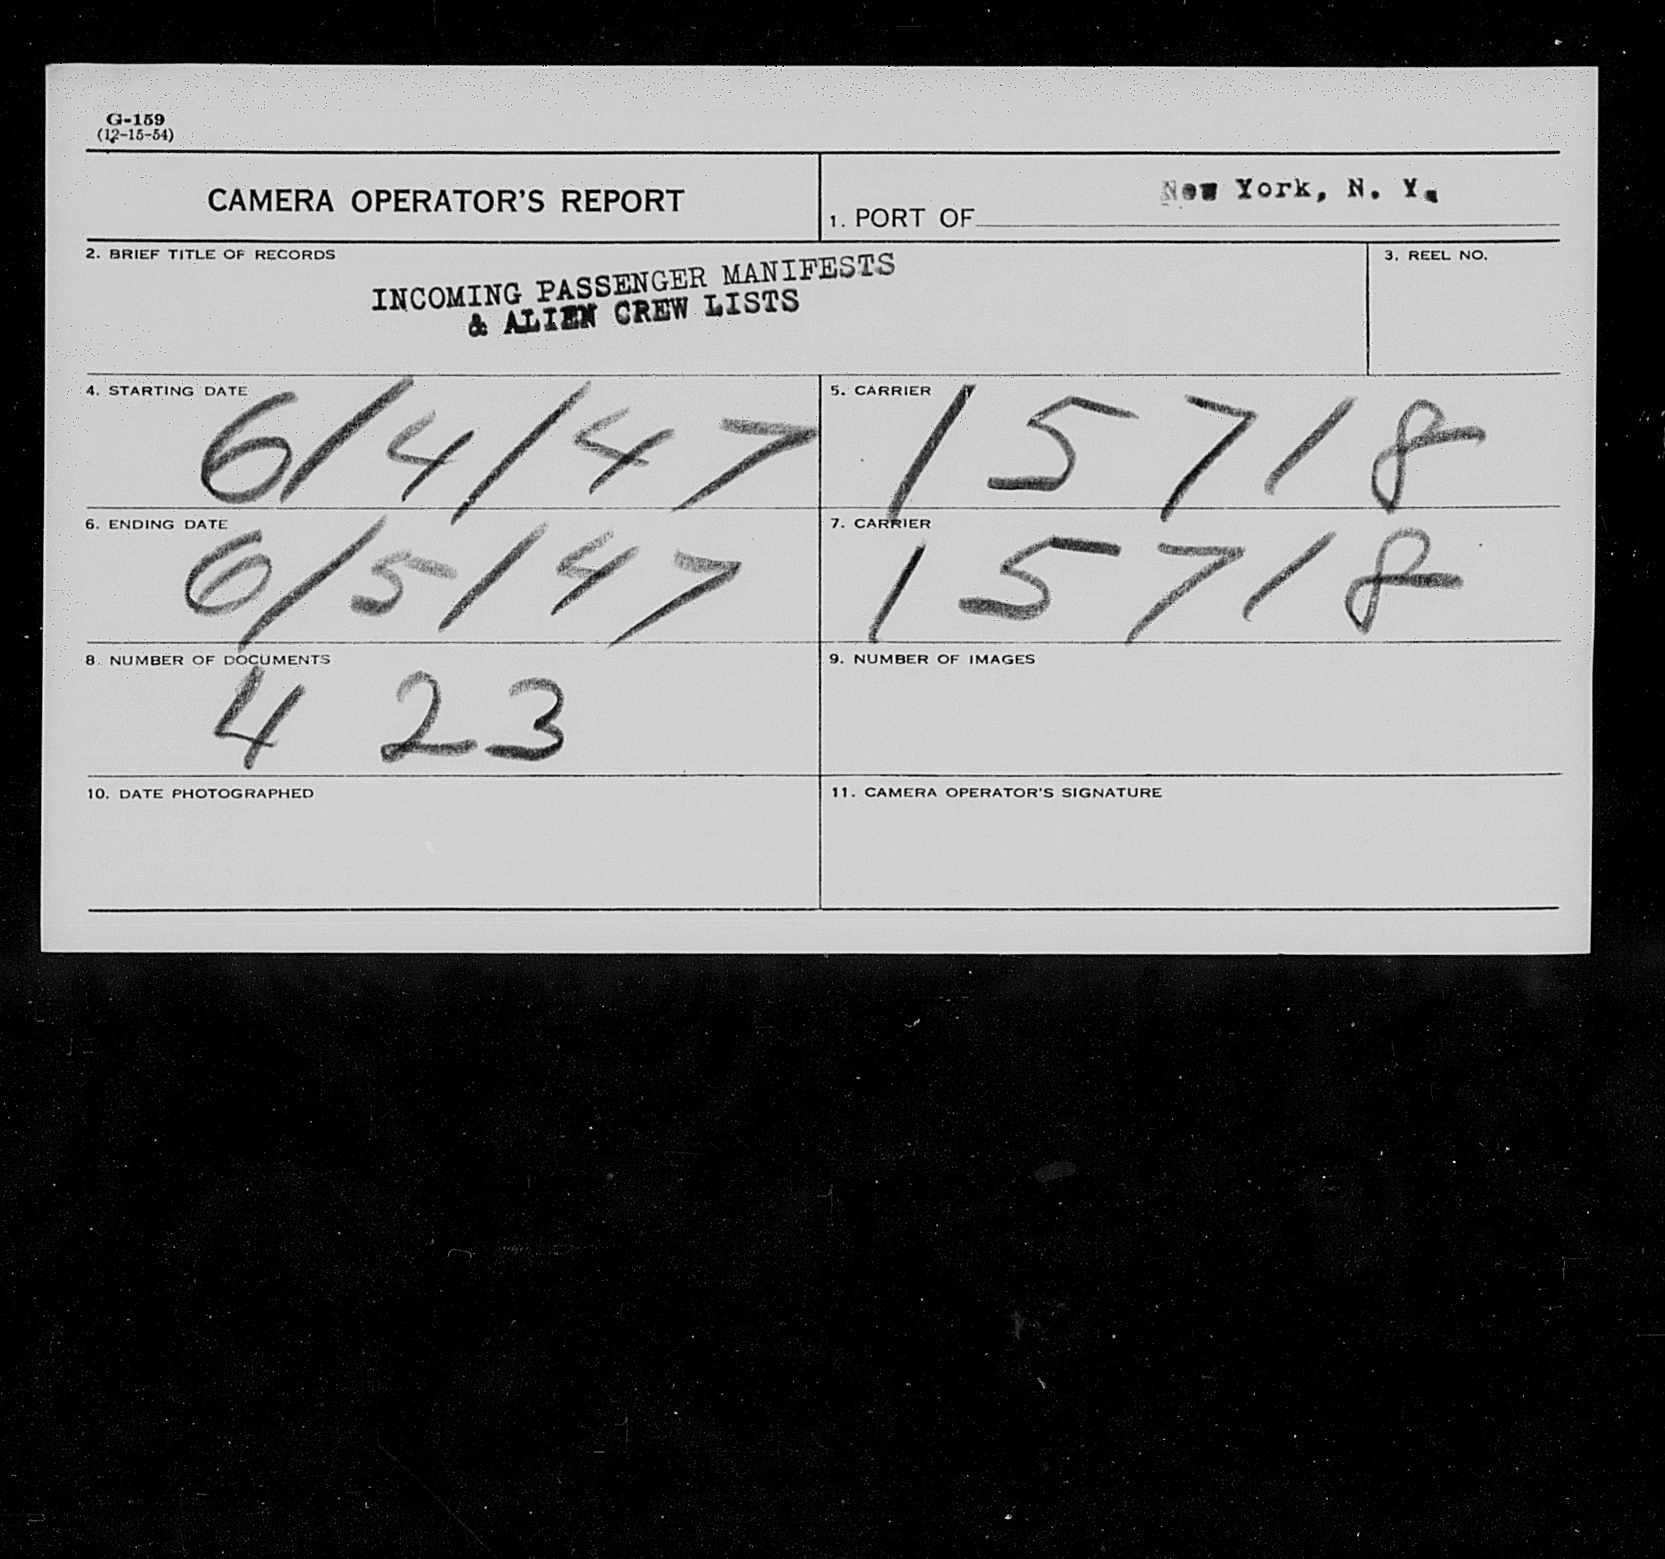 G-159
(12-15-54)
CAMERA OPERATOR'S REPORT
1. PORT OF New York, N. Y.
2. BRIEF TITLE OF RECORDS
INCOMING PASSENGER MANIFESTS
& ALIEN CREW LISTS
3. REEL NO.
4. STARTING DATE
6/4/47
5. CARRIER
15718
6. ENDING DATE
6/5/47
7. CARRIER
15718
8. NUMBER OF DOCUMENTS
423
9. NUMBER OF IMAGES
10. DATE PHOTOGRAPHED
11. CAMERA OPERATOR'S SIGNATURE